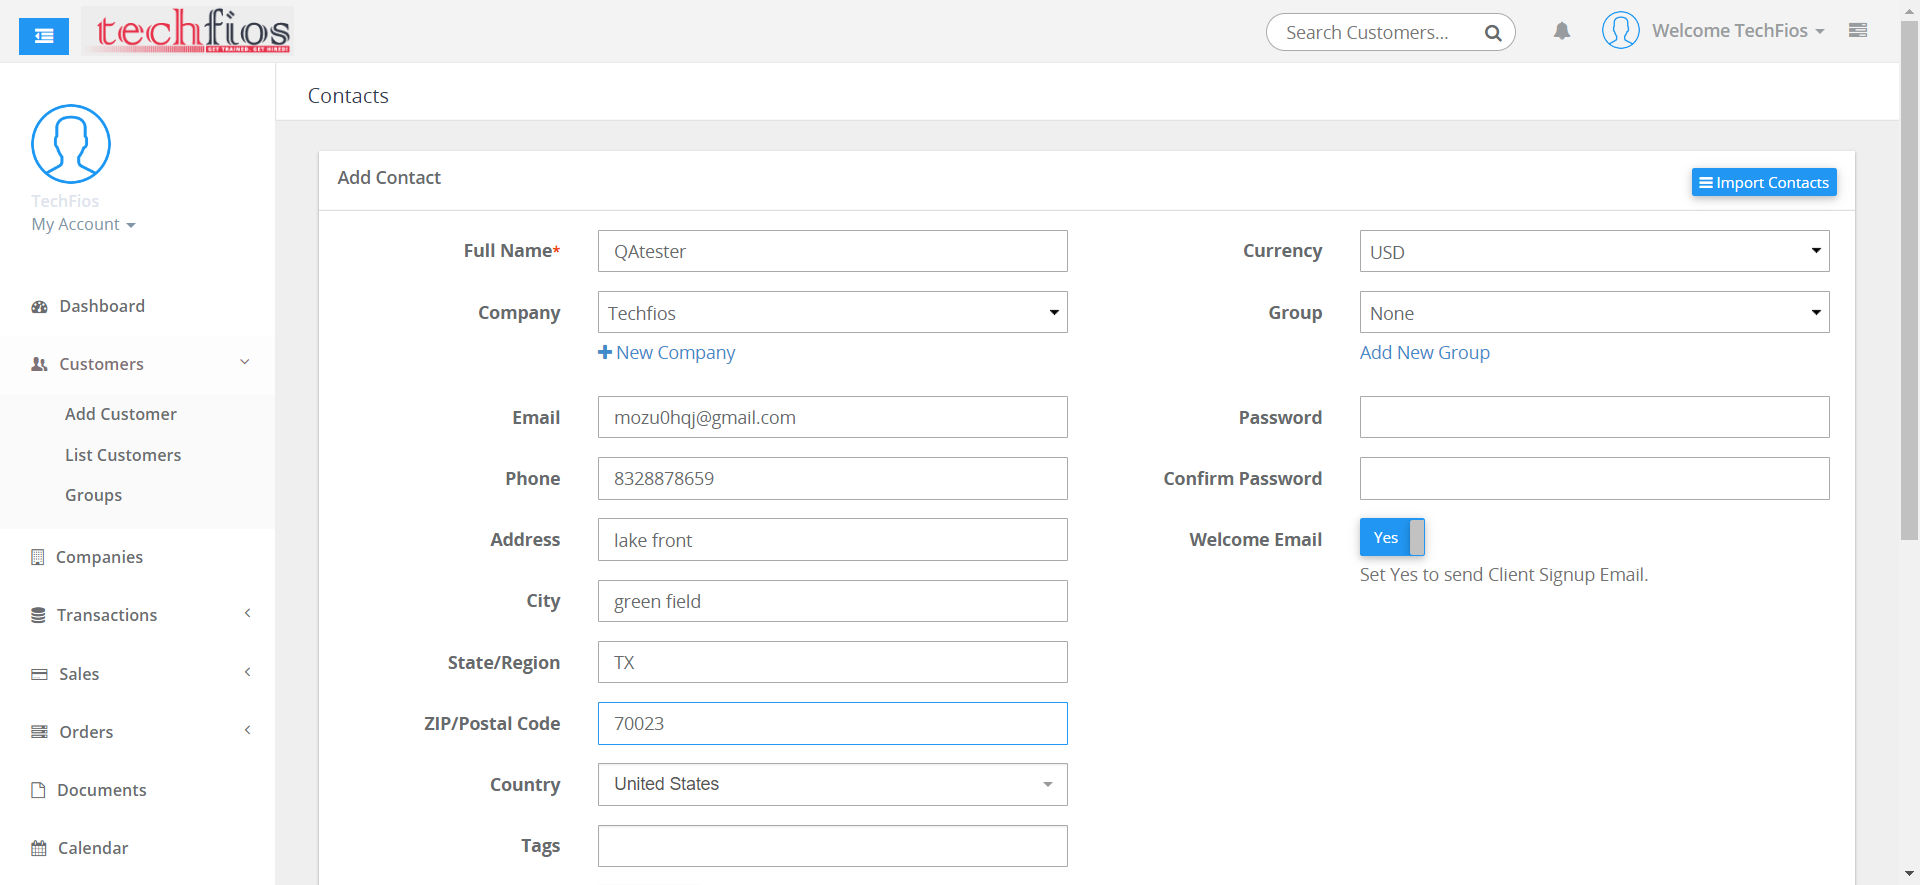 techfios
GET TRAINED. GET HIRED!
Search Customers...
Welcome TechFios
Contacts
TechFios
My Account
Dashboard
Customers
Add Customer
List Customers
Groups
Companies
Transactions
Sales
Orders
Documents
Calendar
Add Contact
Import Contacts
Full Name*
QAtester
Company
Techfios
New Company
Email
mozu0hqj@gmail.com
Phone
8328878659
Address
lake front
City
green field
State/Region
TX
ZIP/Postal Code
70023
Country
United States
Tags
Currency
USD
Group
None
Add New Group
Password
Confirm Password
Welcome Email
Yes
Set Yes to send Client Signup Email.